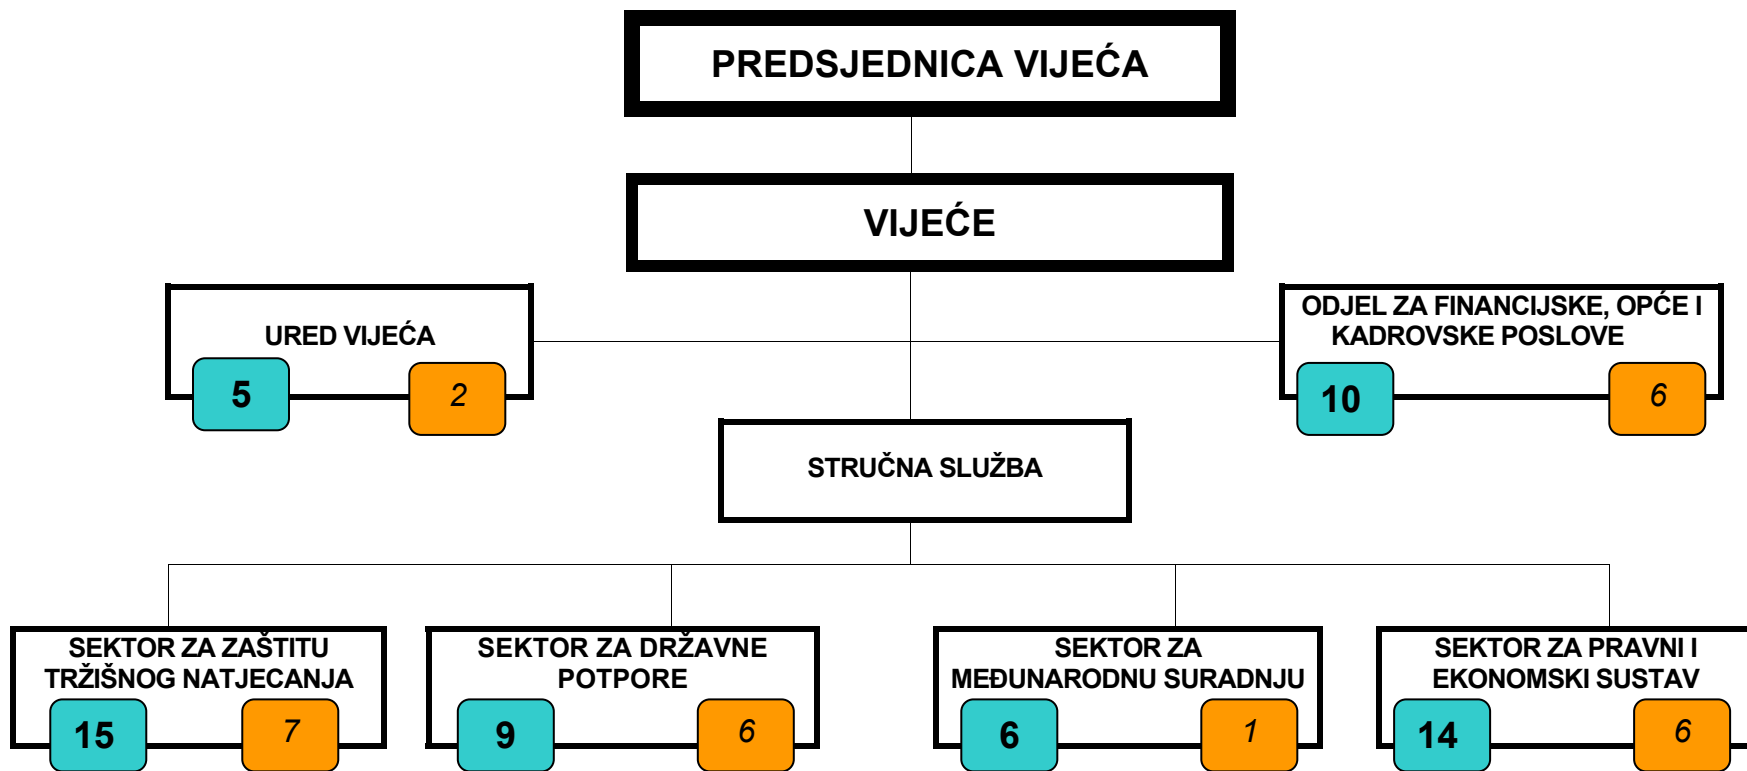 PREDSJEDNICA VIJEĆA
VIJEĆE
URED VIJEĆA
5
2
ODJEL ZA FINANCIJSKE, OPĆE I
KADROVSKE POSLOVE
10
6
STRUČNA SLUŽBA
SEKTOR ZA ZAŠTITU
TRŽIŠNOG NATJECANJA
15
7
SEKTOR ZA DRŽAVNE
POTPORE
9
6
SEKTOR ZA
MEĐUNARODNU SURADNJU
6
1
SEKTOR ZA PRAVNI I
EKONOMSKI SUSTAV
14
6